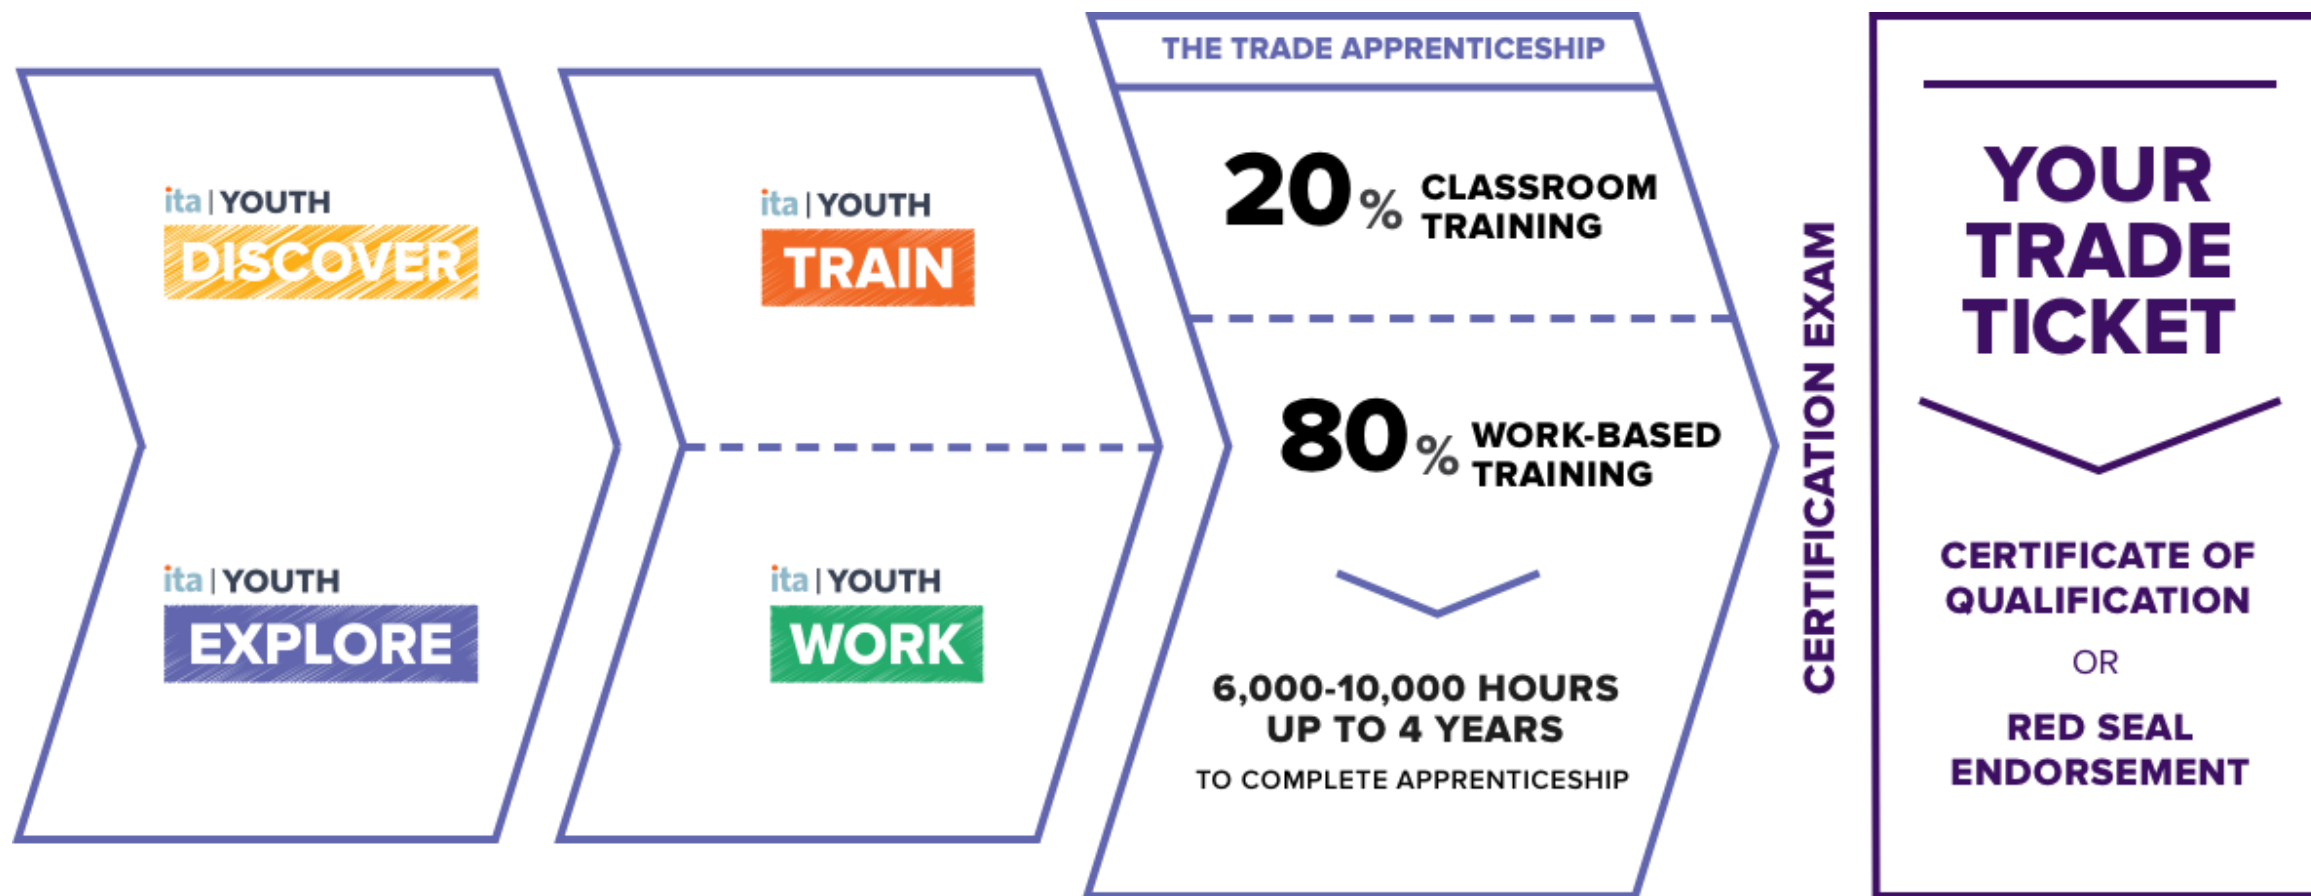 ita | YOUTH
DISCOVER
ita | YOUTH
EXPLORE
ita | YOUTH
TRAIN
ita | YOUTH
WORK
THE TRADE APPRENTICESHIP
20% CLASSROOM
TRAINING
80% WORK-BASED
TRAINING
6,000-10,000 HOURS
UP TO 4 YEARS
TO COMPLETE APPRENTICESHIP
CERTIFICATION EXAM
YOUR
TRADE
TICKET
CERTIFICATE OF
QUALIFICATION
OR
RED SEAL
ENDORSEMENT